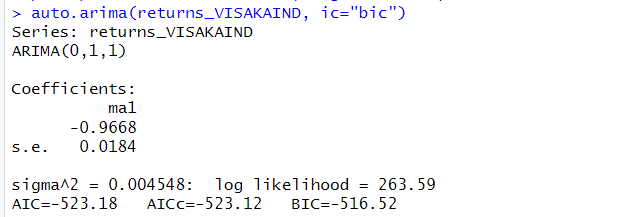 > auto.arima(returns_VISAKAIND, ic="bic")
Series: returns_VISAKAIND
ARIMA(0,1,1)
Coefficients:
ma1
-0.9668
s.e. 0.0184
sigma^2 = 0.004548: log likelihood = 263.59
AIC=-523.18 AICc=-523.12 BIC=-516.52